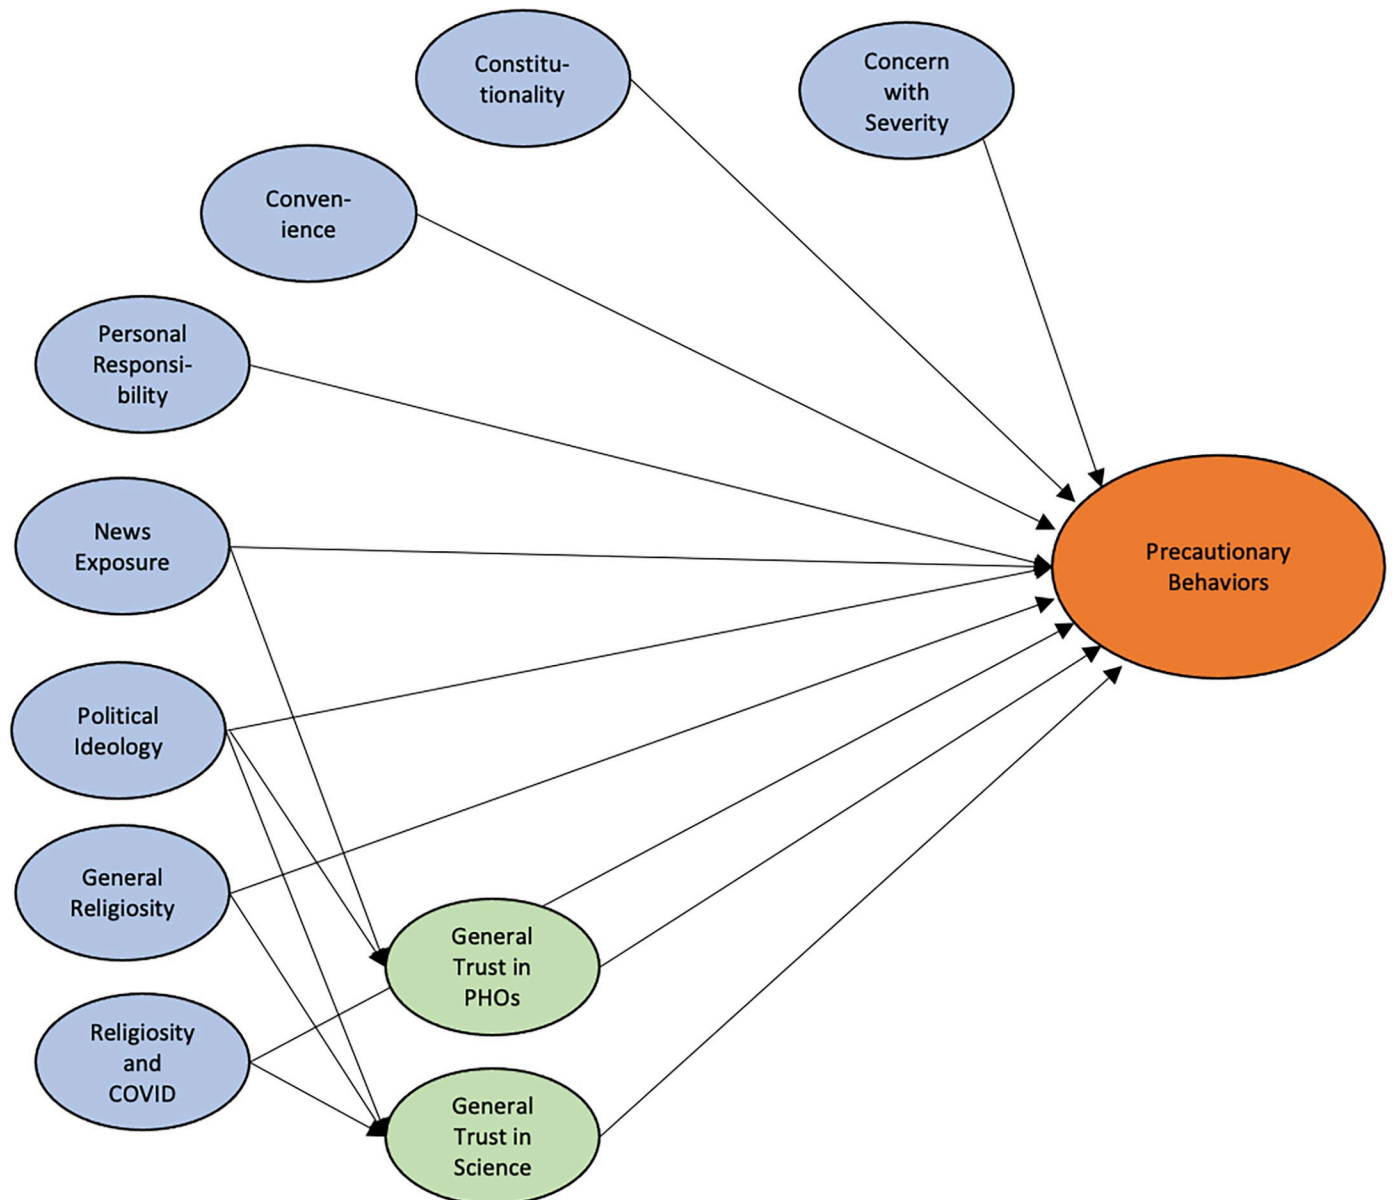 Constitu-
tionality
Concern
with
Severity
Conven-
ience
Personal
Responsi-
bility
News
Exposure
Precautionary
Behaviors
Political
Ideology
General
Religiosity
General
Trust in
PHOs
Religiosity
and
COVID
General
Trust in
Science